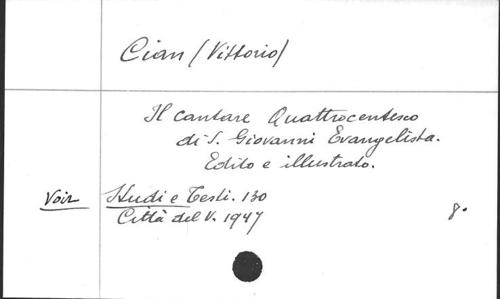 Cian (Vittorio)
Il cantare Quattrocentesco
di S. Giovanni Evangelista.
Edito e illustrato.
Voir Studi e Testi. 130
Città del V. 1947 8.